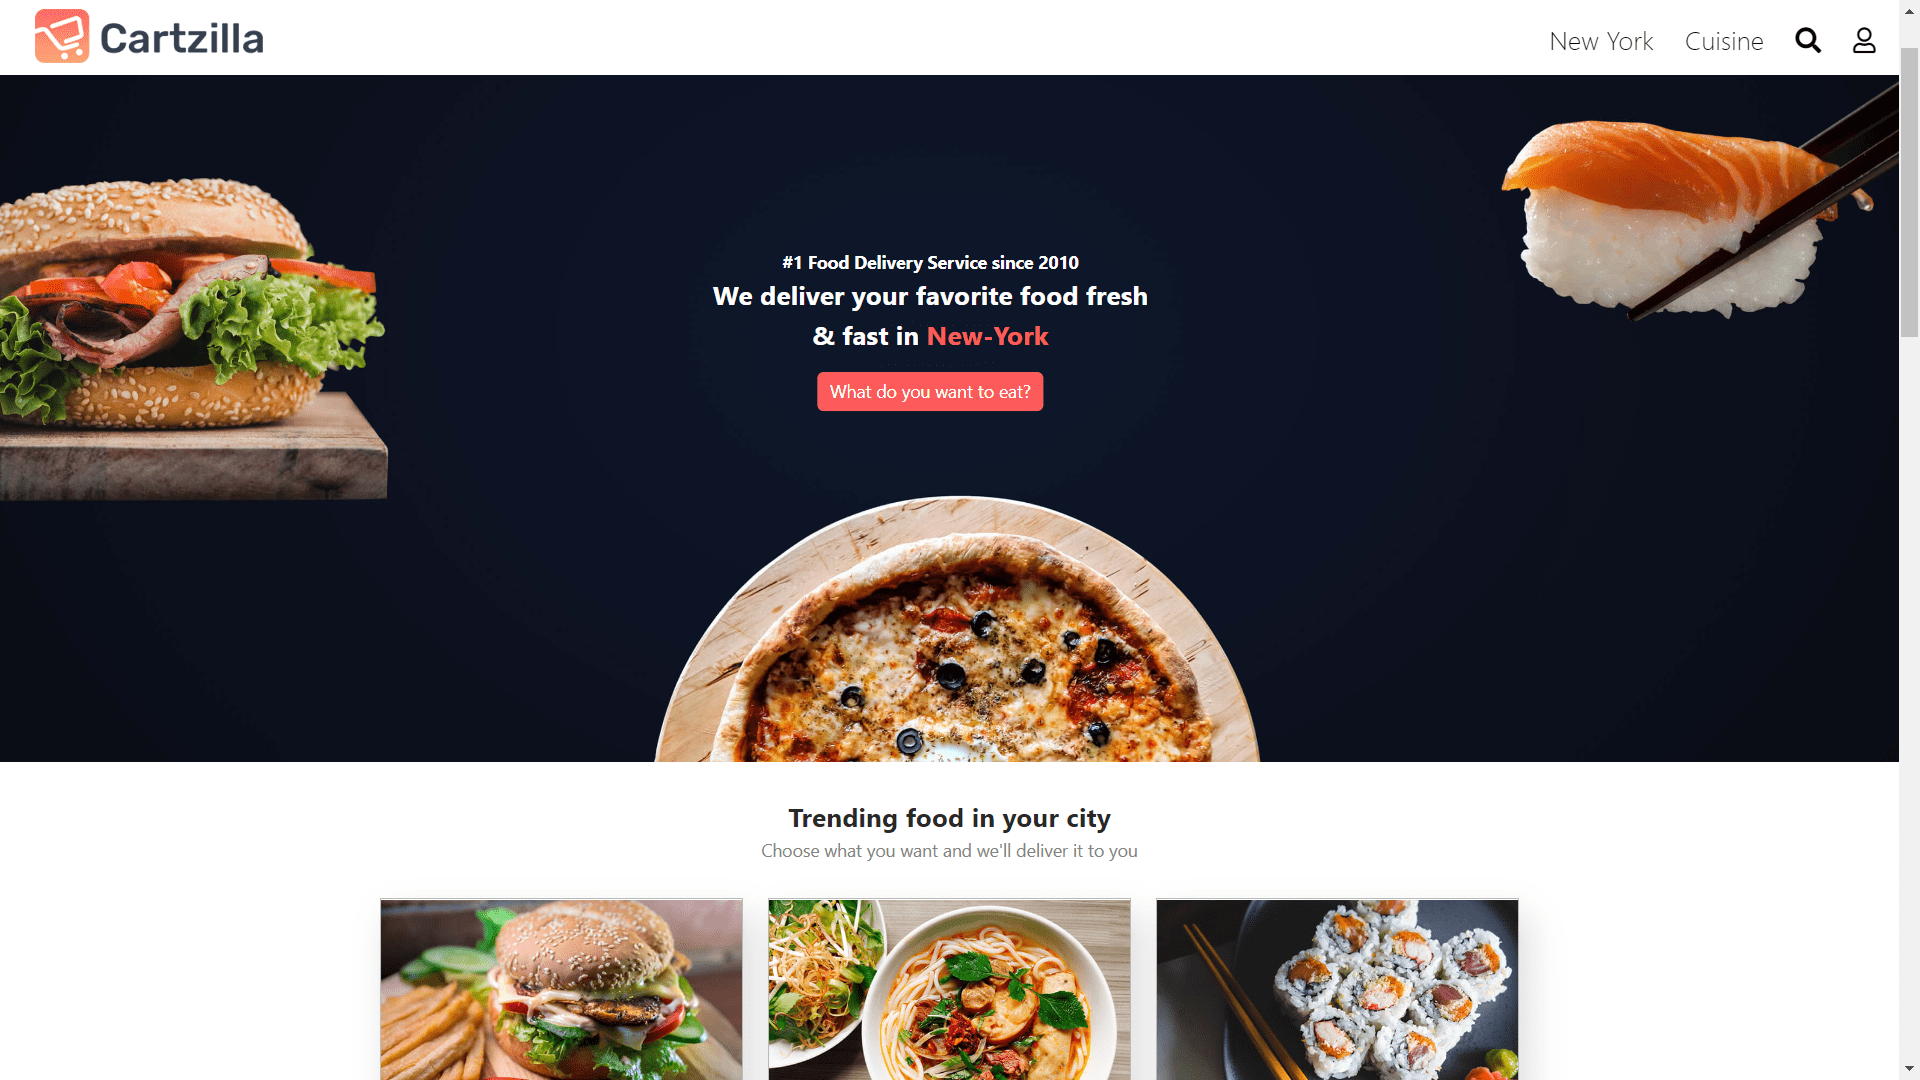 Cartzilla
New York
Cuisine
#1 Food Delivery Service since 2010
We deliver your favorite food fresh
& fast in New-York
What do you want to eat?
Trending food in your city
Choose what you want and we'll deliver it to you